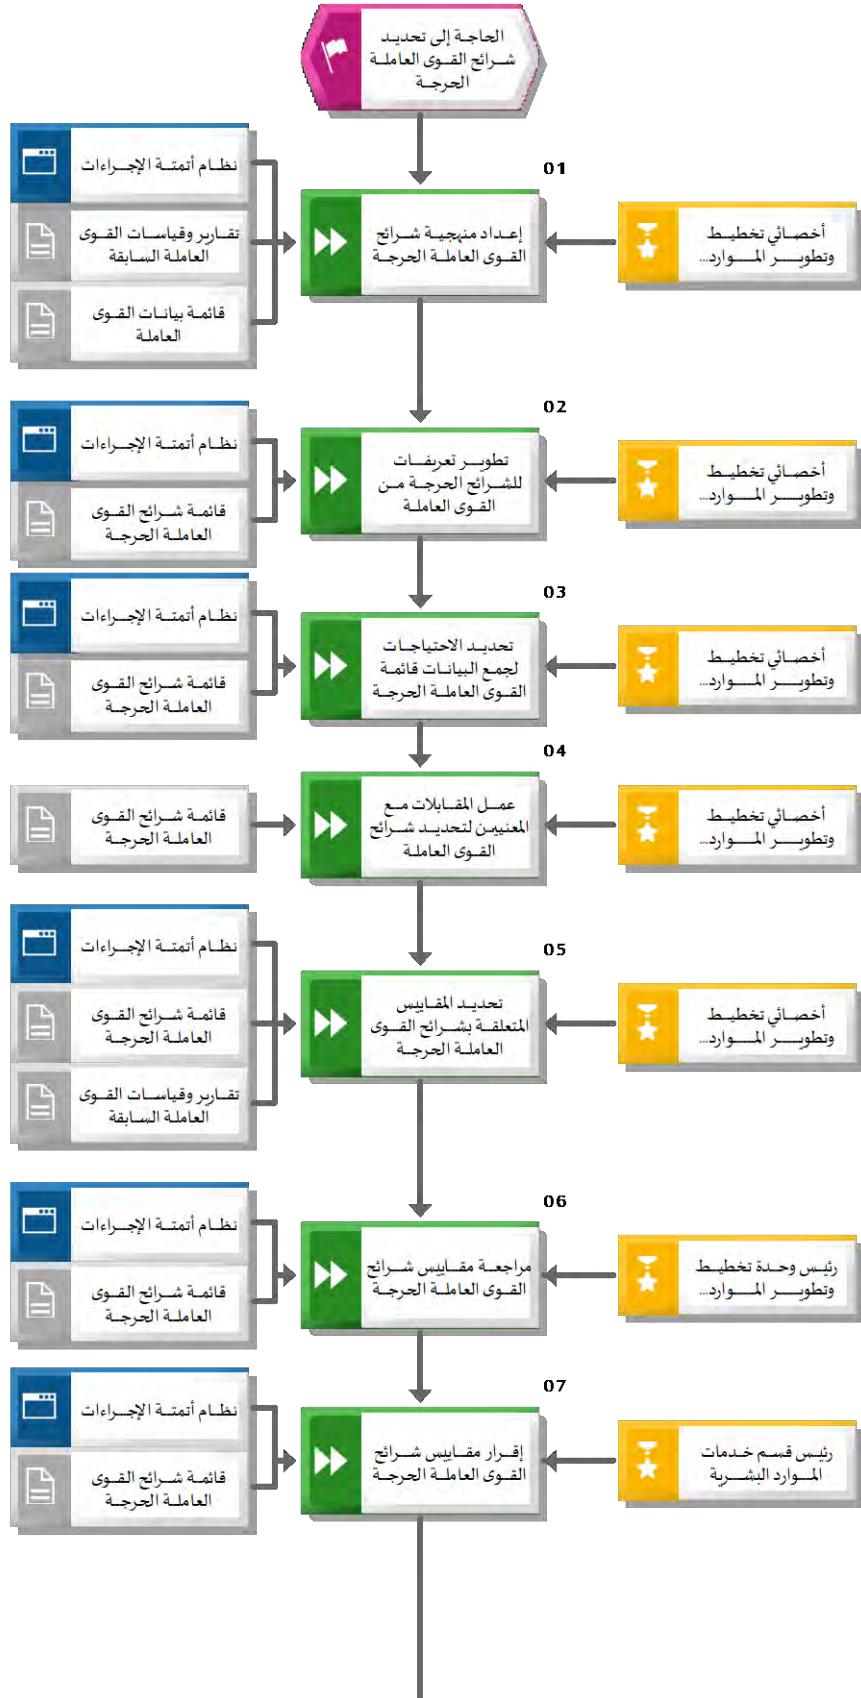 الحاجة إلى تحديد
شرائح القوى العاملة
الحرجة
01
أخصائي تخطيط
وتطوير الموارد...
إعداد منهجية شرائح
القوى العاملة الحرجة
نظام أتمتة الإجراءات
تقارير وقياسات القوى
العاملة السابقة
قائمة بيانات القوى
العاملة
02
أخصائي تخطيط
وتطوير الموارد...
تطوير تعريفات
للشرائح الحرجة من
القوى العاملة
نظام أتمتة الإجراءات
قائمة شرائح القوى
العاملة الحرجة
03
أخصائي تخطيط
وتطوير الموارد...
تحديد الاحتياجات
لجمع البيانات قائمة
القوى العاملة الحرجة
نظام أتمتة الإجراءات
قائمة شرائح القوى
العاملة الحرجة
04
أخصائي تخطيط
وتطوير الموارد...
عمل المقابلات مع
المعنيين لتحديد شرائح
القوى العاملة
قائمة شرائح القوى
العاملة الحرجة
05
أخصائي تخطيط
وتطوير الموارد...
تحديد المقاييس
المتعلقة بشرائح القوى
العاملة الحرجة
نظام أتمتة الإجراءات
قائمة شرائح القوى
العاملة الحرجة
تقارير وقياسات القوى
العاملة السابقة
06
رئيس وحدة تخطيط
وتطوير الموارد...
مراجعة مقاييس شرائح
القوى العاملة الحرجة
نظام أتمتة الإجراءات
قائمة شرائح القوى
العاملة الحرجة
07
رئيس قسم خدمات
الموارد البشرية
إقرار مقاييس شرائح
القوى العاملة الحرجة
نظام أتمتة الإجراءات
قائمة شرائح القوى
العاملة الحرجة